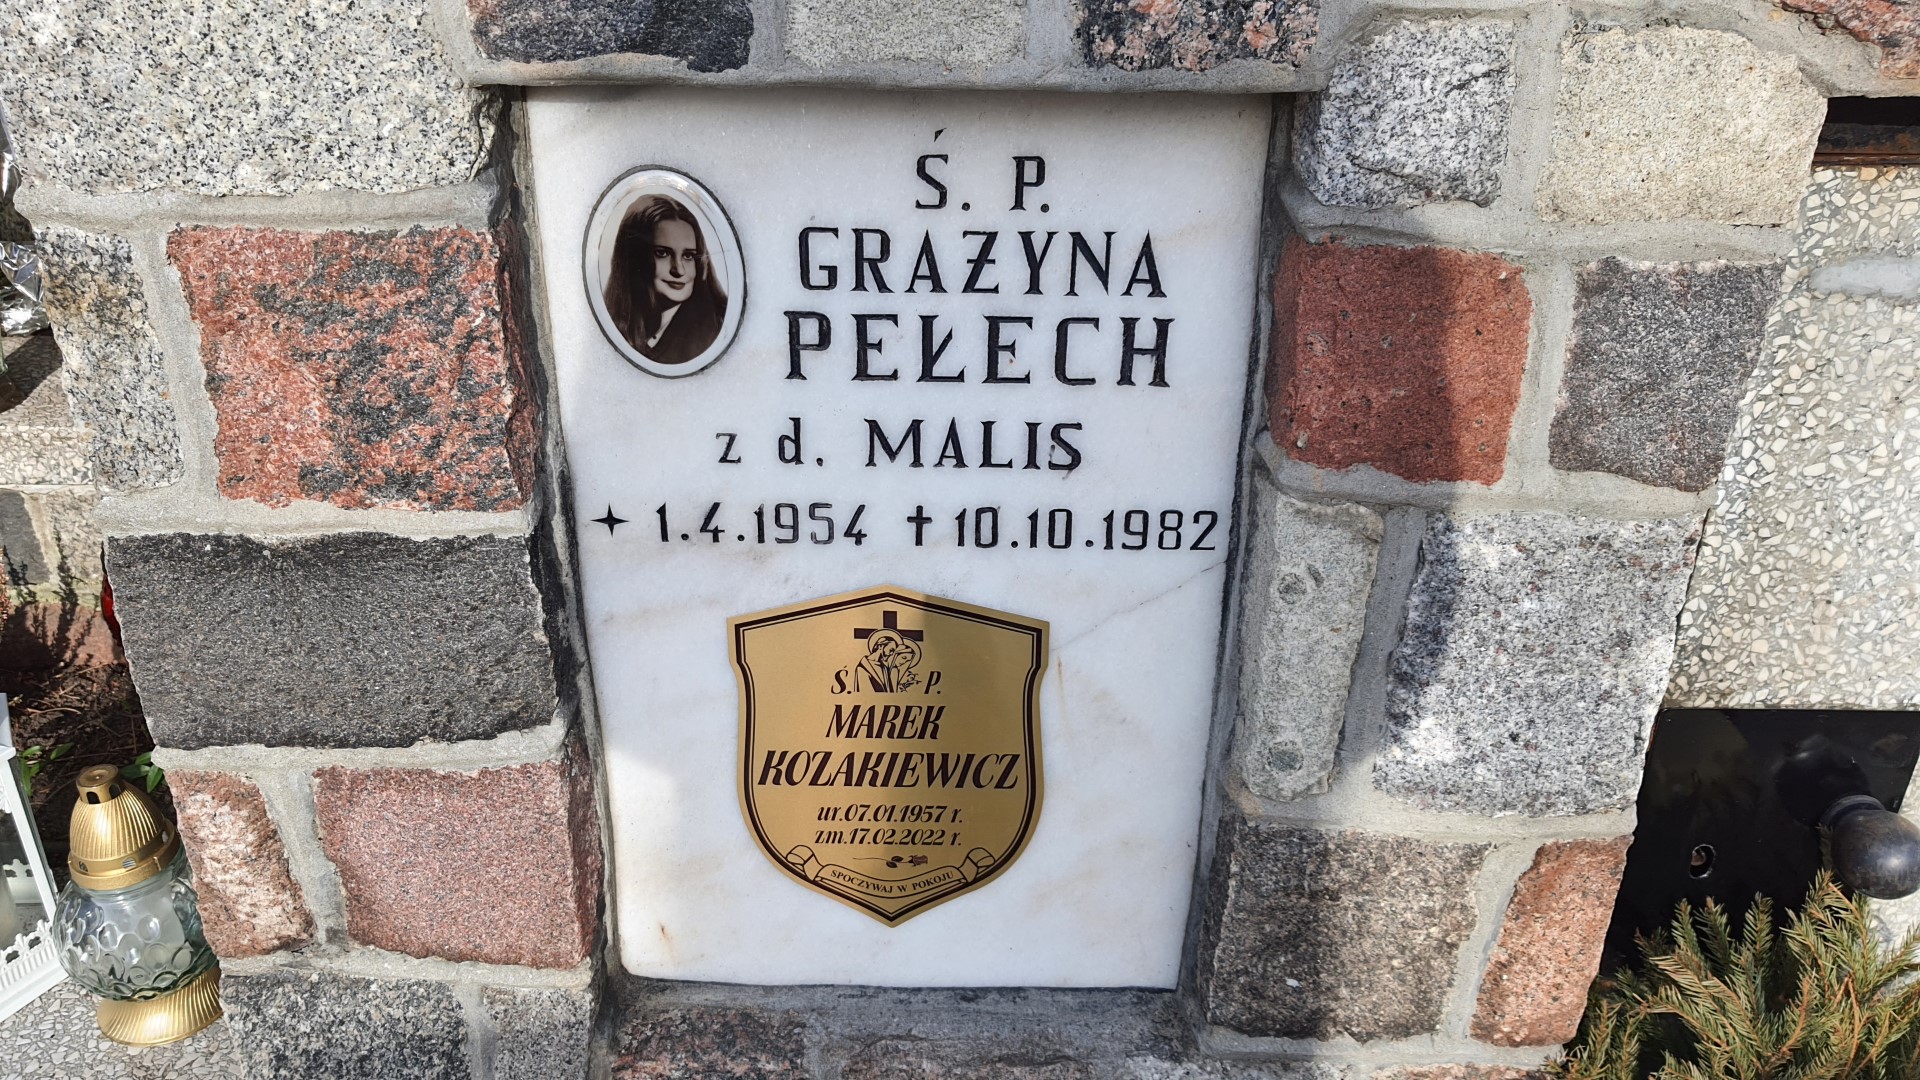 Ś. P.
GRAŻYNA
PEŁECH
z d. MALIS
1.4.1954 † 10.10.1982
Ś. P.
MAREK
KOZAKIEWICZ
ur.07.01.1957 r.
zm.17.02.2022 r.
SPOCZYWAJ W POKOJU